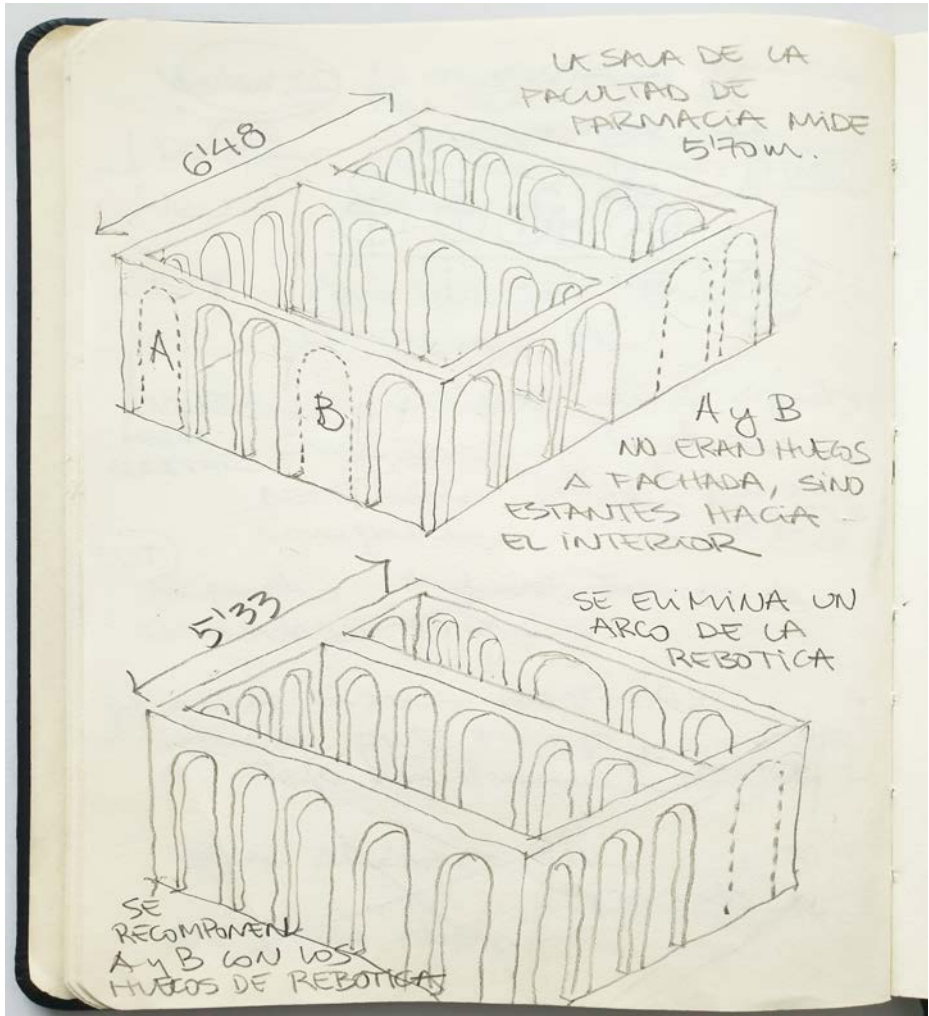 LA SALA DE LA
FACULTAD DE
FARMACIA MIDE
5'70 m.
6'48
A
B
A y B
NO ERAN HUECOS
A FACHADA, SINO
ESTANTES HACIA
EL INTERIOR
SE ELIMINA UN
ARCO DE LA
REBOTICA
5'33
SE
RECOMPONEN
A y B CON LOS
HUECOS DE REBOTICA